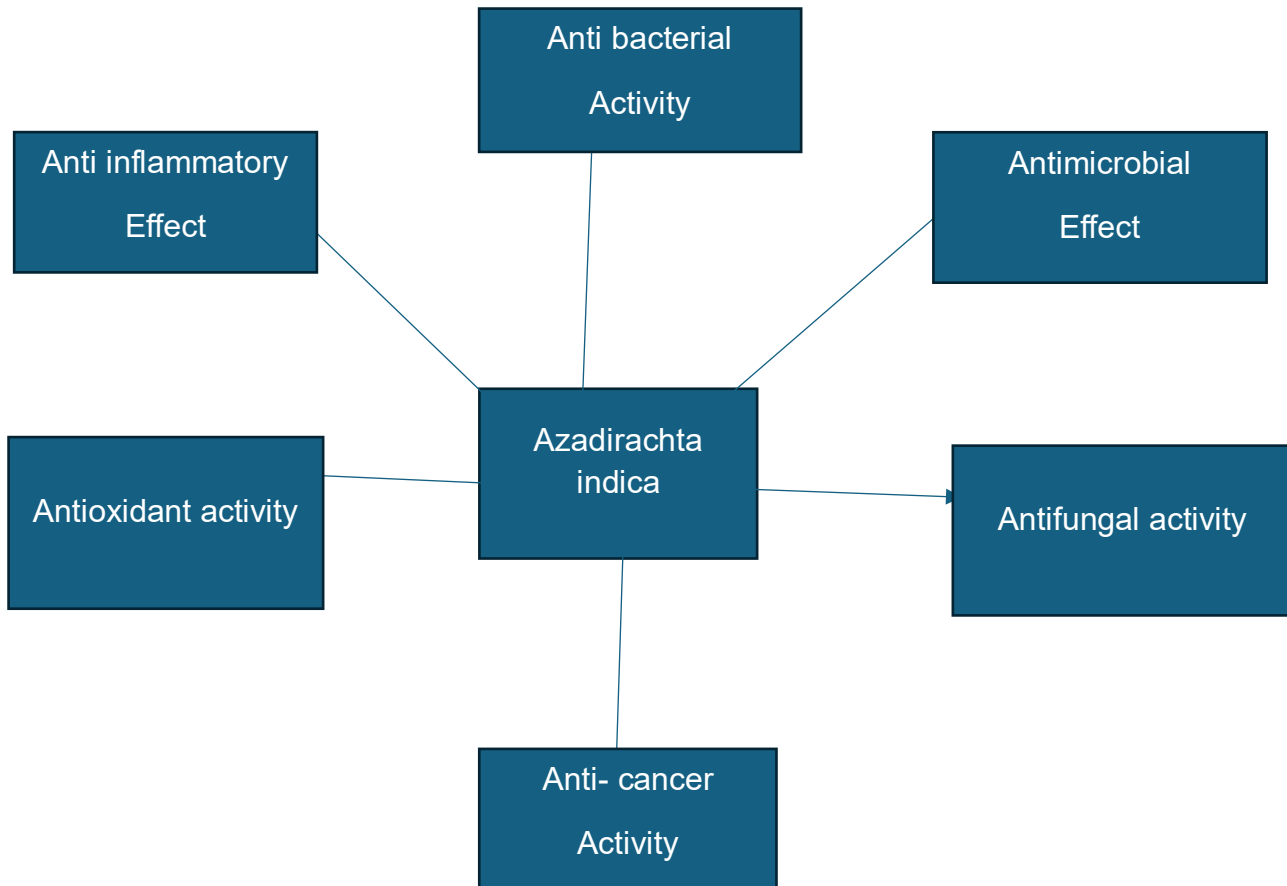 Anti bacterial
Activity
Anti inflammatory
Effect
Antimicrobial
Effect
Azadirachta
indica
Antioxidant activity
Antifungal activity
Anti- cancer
Activity